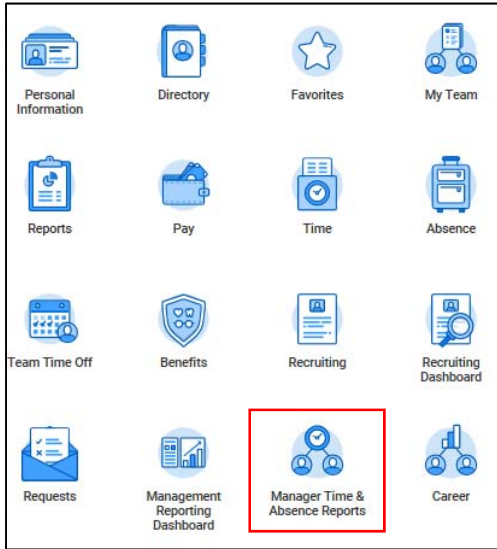 Personal
Information
Directory
Favorites
My Team
Reports
Pay
Time
Absence
Team Time Off
Benefits
Recruiting
Recruiting
Dashboard
Requests
Management
Reporting
Dashboard
Manager Time &
Absence Reports
Career